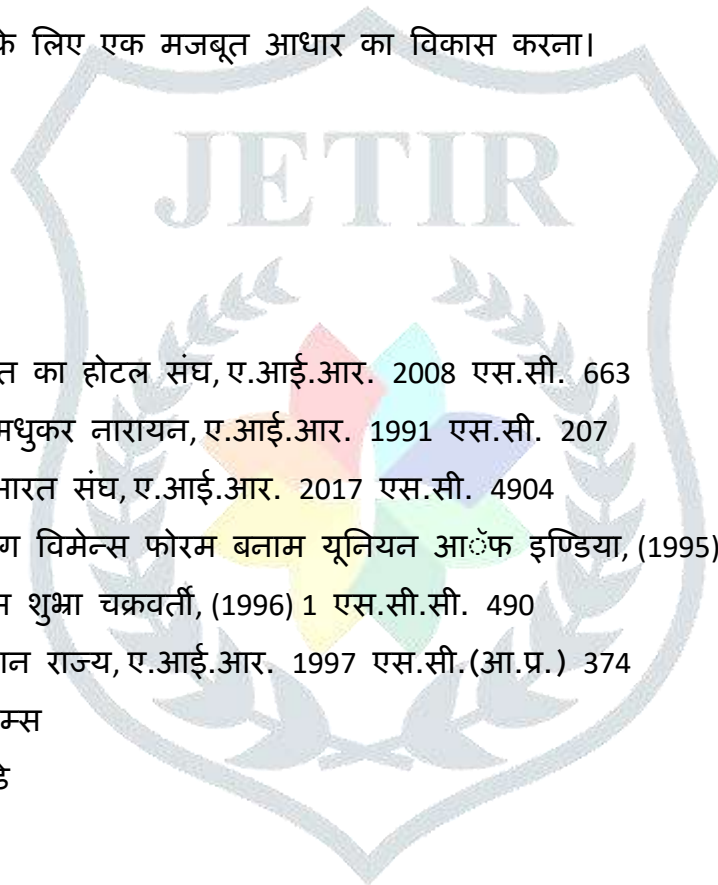 के लिए एक मजबूत आधार का विकास करना।
JETIR
त का होटल संघ, ए.आई.आर. 2008 एस.सी. 663
मधुकर नारायन, ए.आई.आर. 1991 एस.सी. 207
भारत संघ, ए.आई.आर. 2017 एस.सी. 4904
ग विमेन्स फोरम बनाम यूनियन आॅफ इण्डिया, (1995)
म शुभ्रा चक्रवर्ती, (1996) 1 एस.सी.सी. 490
ान राज्य, ए.आई.आर. 1997 एस.सी.(आ.प्र.) 374
म्स
डे